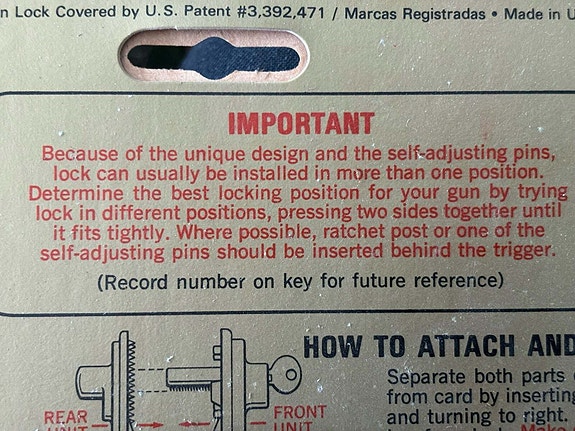 n Lock Covered by U.S. Patent #3,392,471 / Marcas Registradas • Made in U
IMPORTANT
Because of the unique design and the self-adjusting pins,
lock can usually be installed in more than one position.
Determine the best locking position for your gun by trying
lock in different positions, pressing two sides together until
it fits tightly. Where possible, ratchet post or one of the
self-adjusting pins should be inserted behind the trigger.
(Record number on key for future reference)
HOW TO ATTACH AND
Separate both parts
from card by inserting
and turning to right.
REAR
UNIT
FRONT
UNIT
Make